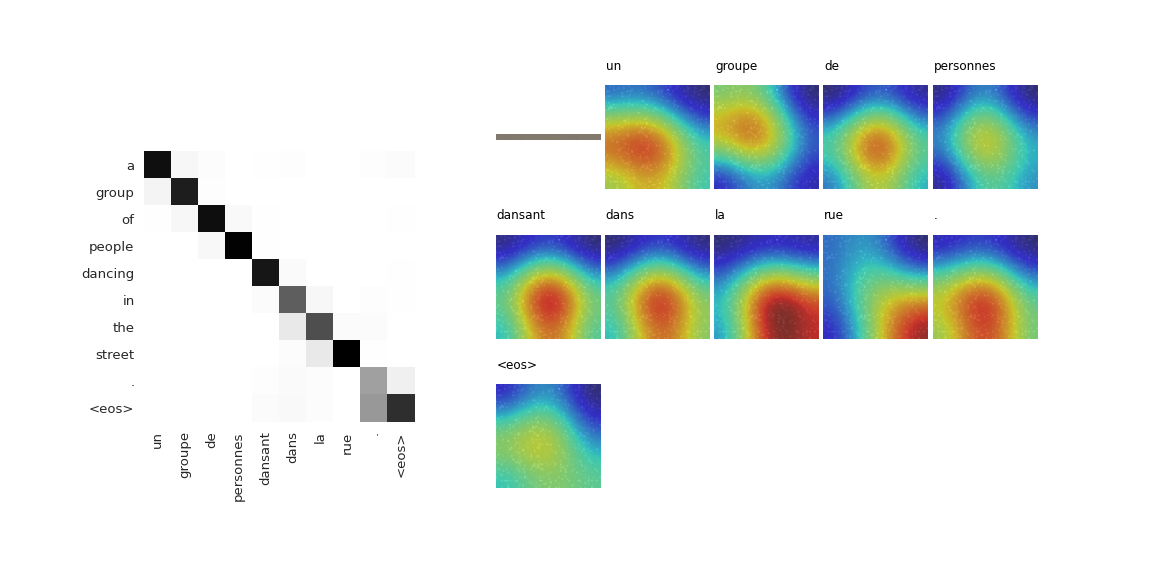 a
group
of
people
dancing
in
the
street
.
<eos>
un
groupe
de
personnes
dansant
dans
la
rue
.
<eos>
un groupe de personnes
dansant dans la rue .
<eos>